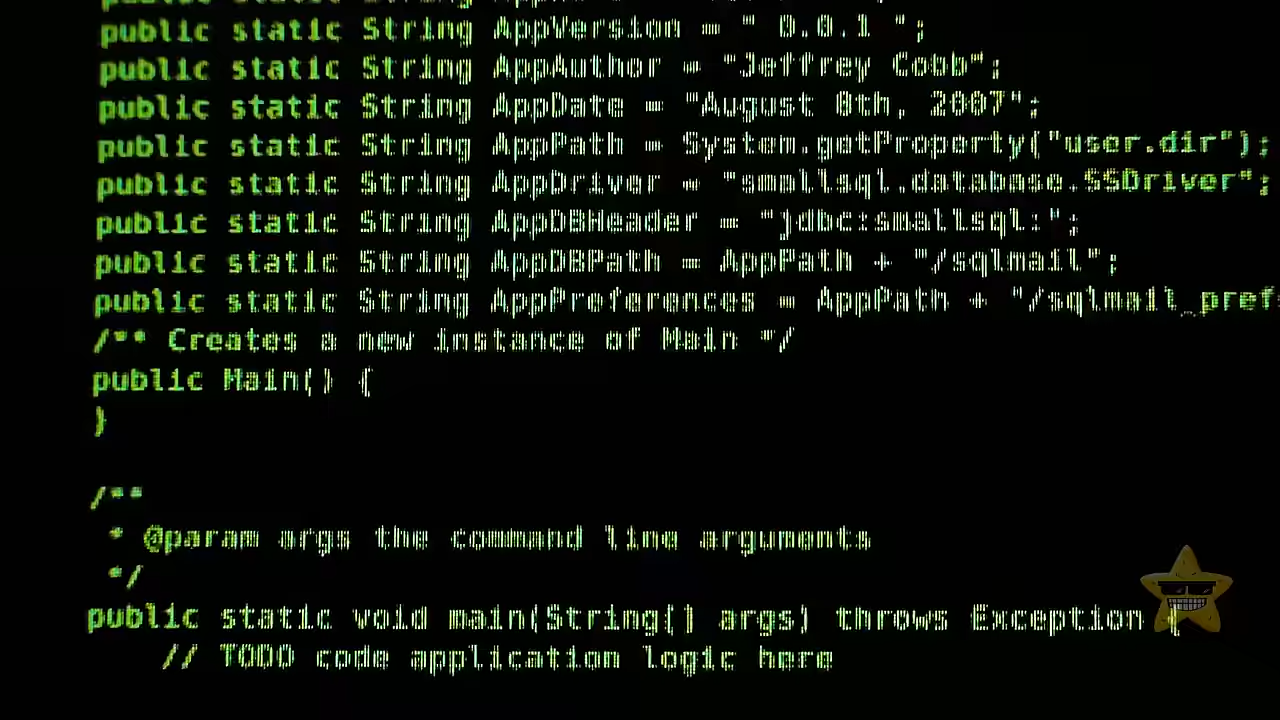 public static String AppVersion = " 0.0.1 ";
public static String AppAuthor = "Jeffrey Cobb";
public static String AppDate = "August 8th, 2007";
public static String AppPath = System.getProperty("user.dir");
public static String AppDriver = "smallsql.database.SSDriver";
public static String AppDBHeader = "jdbc:smallsql:";
public static String AppDBPath = AppPath + "/sqlmail";
public static String AppPreferences = AppPath + "/sqlmail_pref
/** Creates a new instance of Main */
public Main() {
}
/**
* @param args the command line arguments
*/
public static void main(String[] args) throws Exception {
// TODO code application logic here